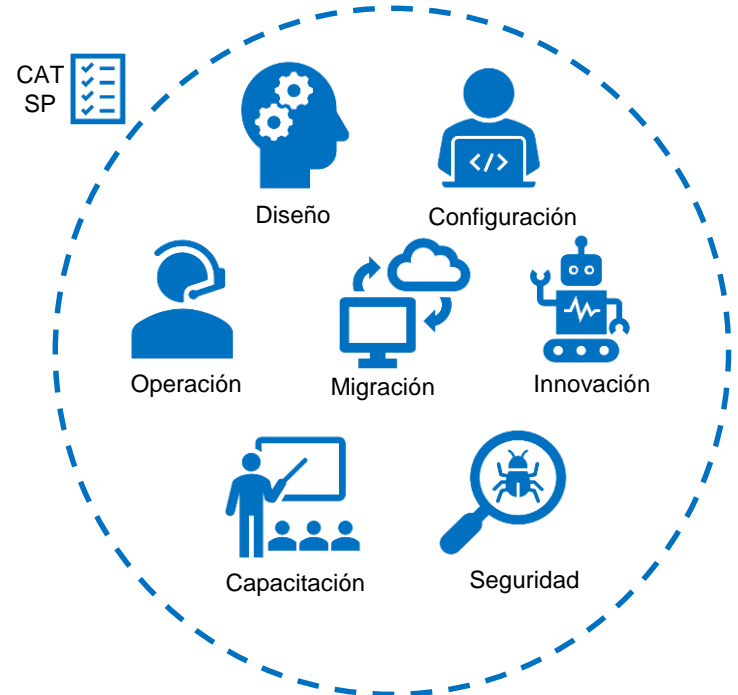 CAT
SP
Diseño
Configuración
</>
Operación
Migración
Innovación
Capacitación
Seguridad